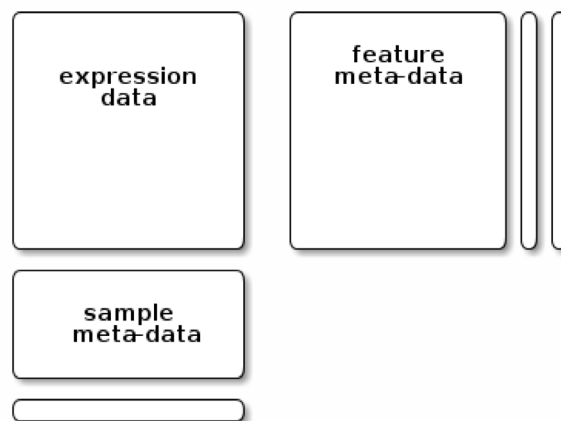 expression
data
feature
meta-data
sample
meta-data